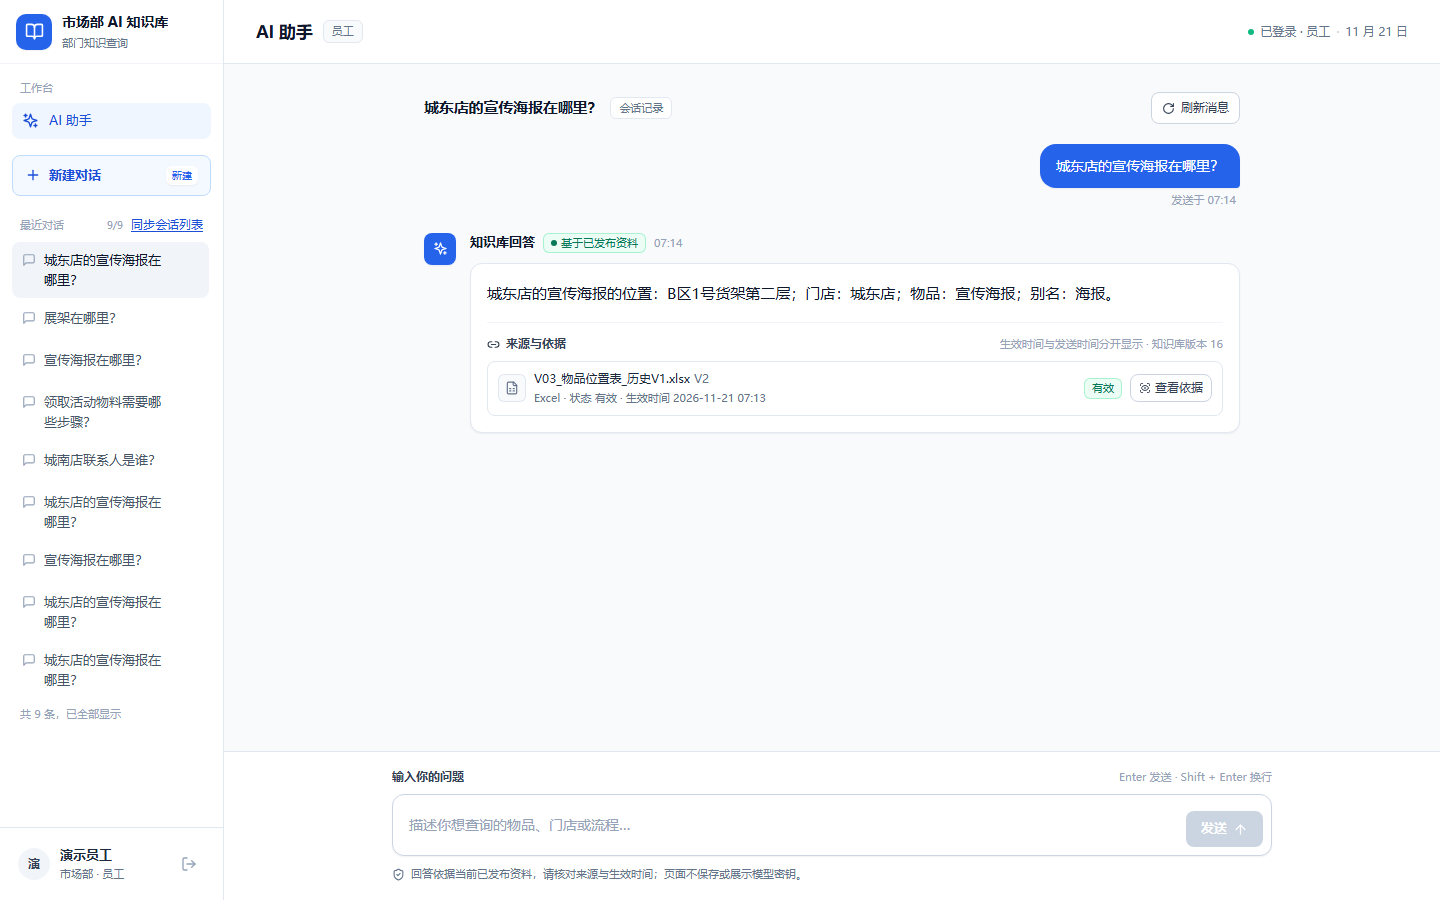 市场部 AI 知识库
部门知识查询
工作台
AI 助手
新建对话
新建
最近对话
9/9
同步会话列表
城东店的宣传海报在
哪里？
展架在哪里？
宣传海报在哪里？
领取活动物料需要哪
些步骤？
城南店联系人是谁？
城东店的宣传海报在
哪里？
宣传海报在哪里？
城东店的宣传海报在
哪里？
城东店的宣传海报在
哪里？
共 9 条，已全部显示
演
演示员工
市场部 · 员工
AI 助手
员工
已登录 · 员工 · 11 月 21 日
城东店的宣传海报在哪里？
会话记录
刷新消息
城东店的宣传海报在哪里？
发送于 07:14
知识库回答
基于已发布资料
07:14
城东店的宣传海报的位置：B区1号货架第二层；门店：城东店；物品：宣传海报；别名：海报。
来源与依据
生效时间与发送时间分开显示 · 知识库版本 16
V03_物品位置表_历史V1.xlsx V2
Excel · 状态 有效 · 生效时间 2026-11-21 07:13
有效
查看依据
输入你的问题
Enter 发送 · Shift + Enter 换行
描述你想查询的物品、门店或流程...
发送
回答依据当前已发布资料，请核对来源与生效时间；页面不保存或展示模型密钥。